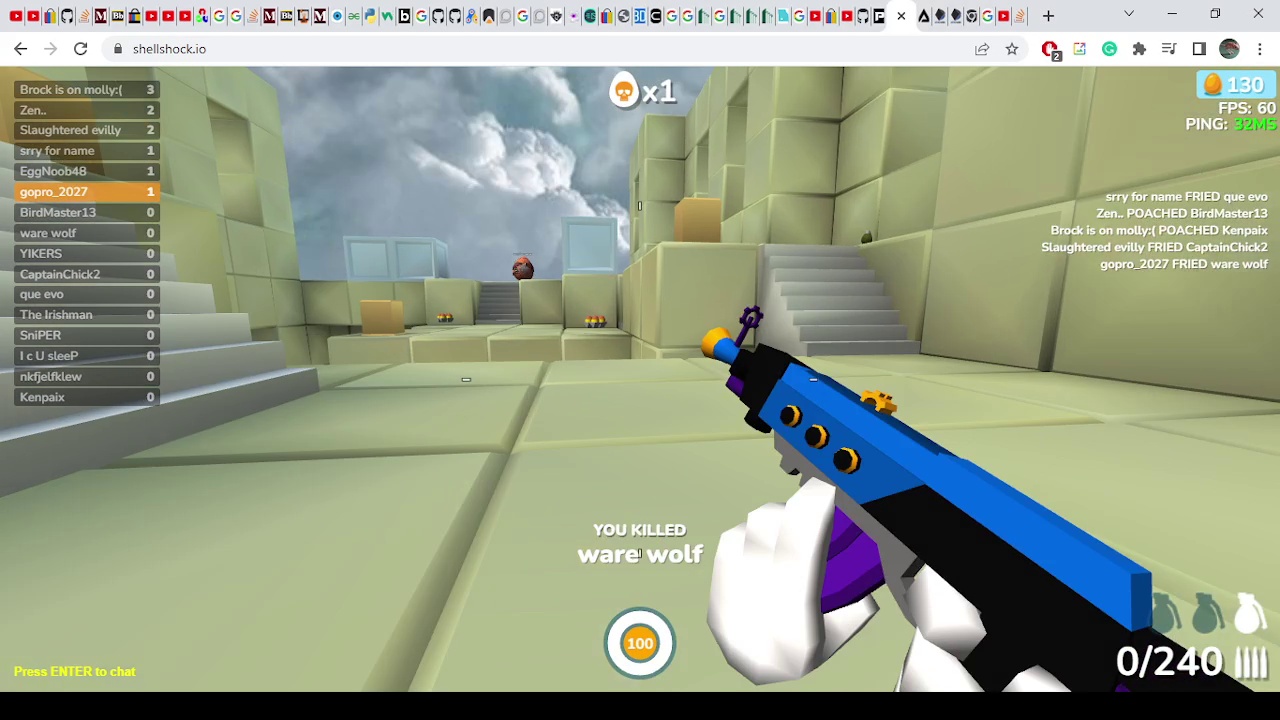 shellshock.io
2
Brock is on molly:( 3
Zen.. 2
Slaughtered evilly 2
srry for name 1
EggNoob48 1
gopro_2027 1
BirdMaster13 0
ware wolf 0
YIKERS 0
CaptainChick2 0
que evo 0
The Irishman 0
SniPER 0
I c U sleeP 0
nkfjelfklew 0
Kenpaix 0
x1
130
FPS: 60
PING: 32MS
srry for name FRIED que evo
Zen.. POACHED BirdMaster13
Brock is on molly:( POACHED Kenpaix
Slaughtered evilly FRIED CaptainChick2
gopro_2027 FRIED ware wolf
YOU KILLED
ware wolf
100
0/240
Press ENTER to chat